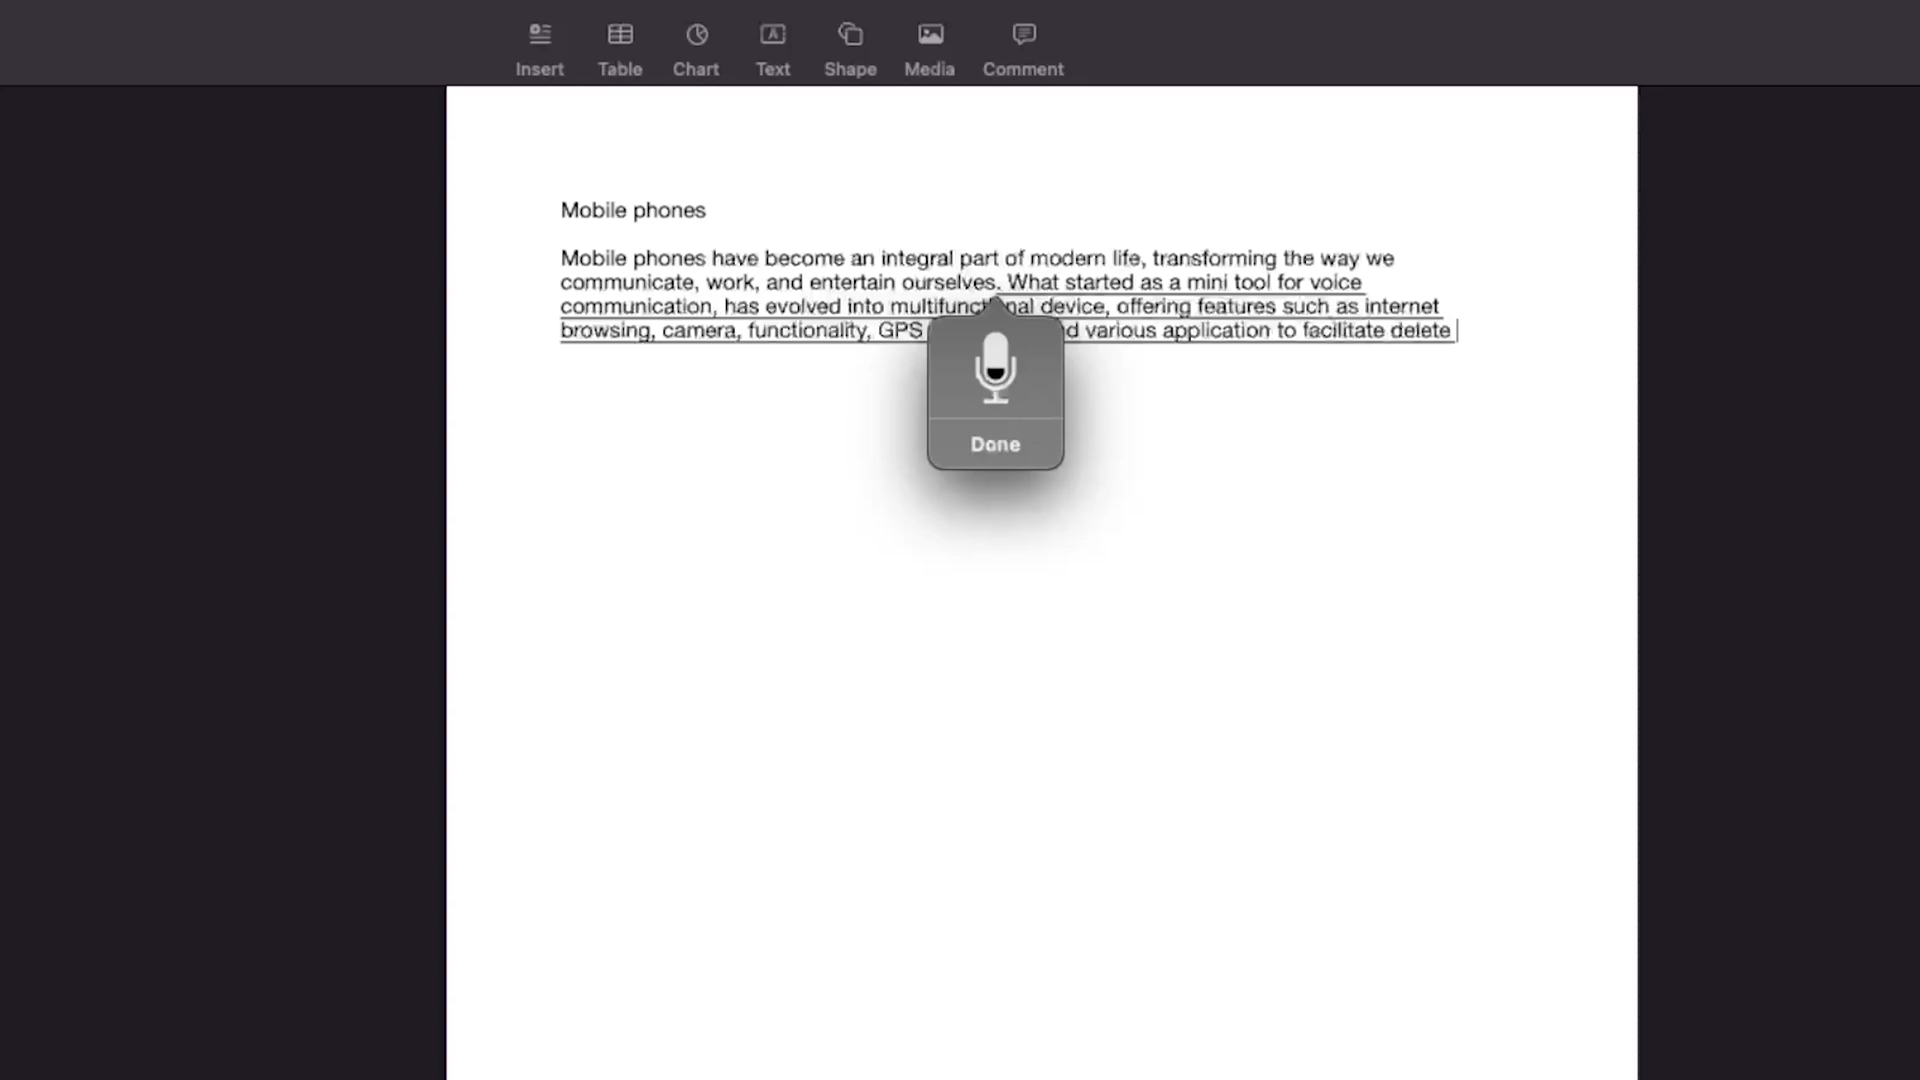 Insert Table Chart Text Shape Media Comment
Mobile phones
Mobile phones have become an integral part of modern life, transforming the way we
communicate, work, and entertain ourselves. What started as a mini tool for voice
communication, has evolved into device, offering features such as internet
browsing, camera, functionality, GPS various application to facilitate delete
Done